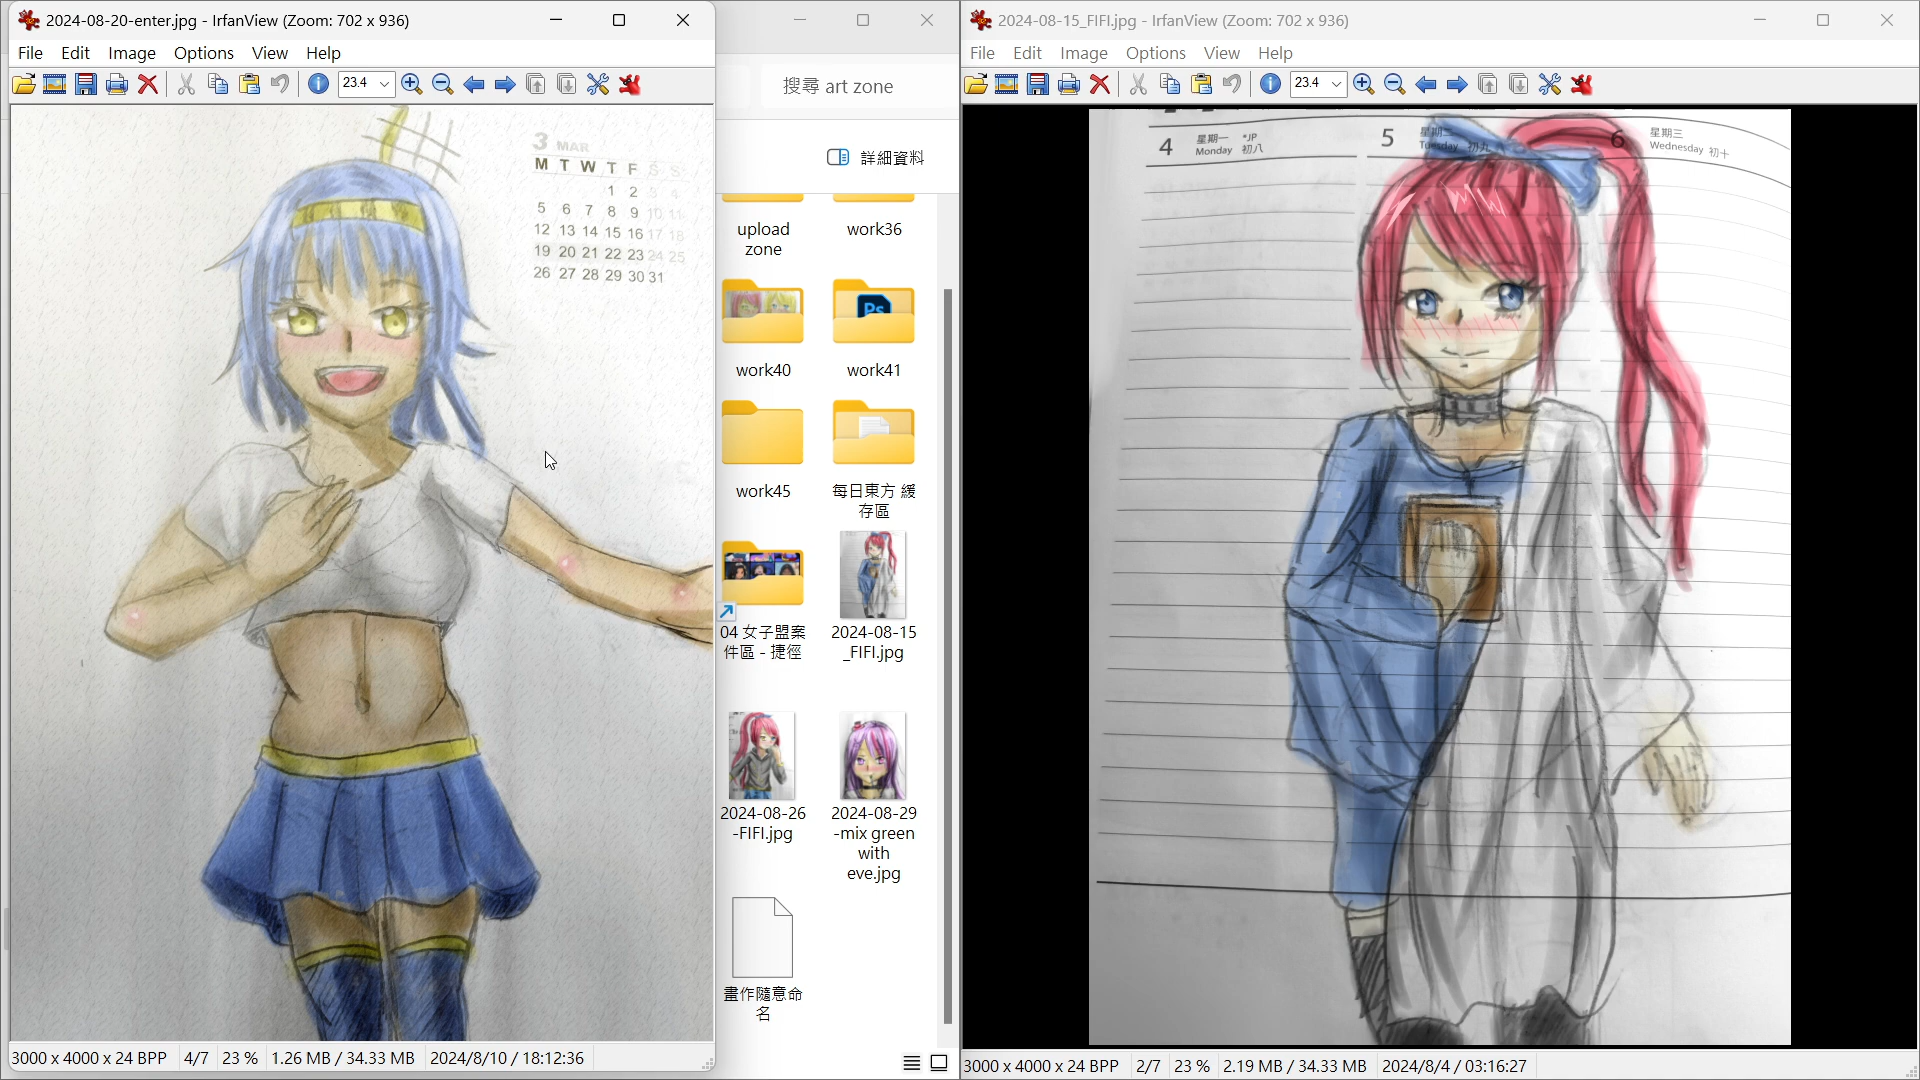 2024-08-20-enter.jpg - IrfanView (Zoom: 702 x 936)
File Edit Image Options View Help
23.4
3 MAR
M T W T F S S
1 2 3 4
5 6 7 8 9 10 11
12 13 14 15 16 17 18
19 20 21 22 23 24 25
26 27 28 29 30 31
3000 x 4000 x 24 BPP 4/7 23 % 1.26 MB / 34.33 MB 2024/8/10 / 18:12:36
搜尋 art zone
詳細資料
upload zone
work36
work40
work41
Ps
work45
每日東方 緩存區
04 女子盟案件區 - 捷徑
2024-08-15_FIFI.jpg
2024-08-26-FIFI.jpg
2024-08-29-mix green with eve.jpg
畫作隨意命名
2024-08-15_FIFI.jpg - IrfanView (Zoom: 702 x 936)
File Edit Image Options View Help
23.4
4 星期一 *JP
Monday 初八
5 星期二
Tuesday 初九
6 星期三
Wednesday 初十
3000 x 4000 x 24 BPP 2/7 23 % 2.19 MB / 34.33 MB 2024/8/4 / 03:16:27